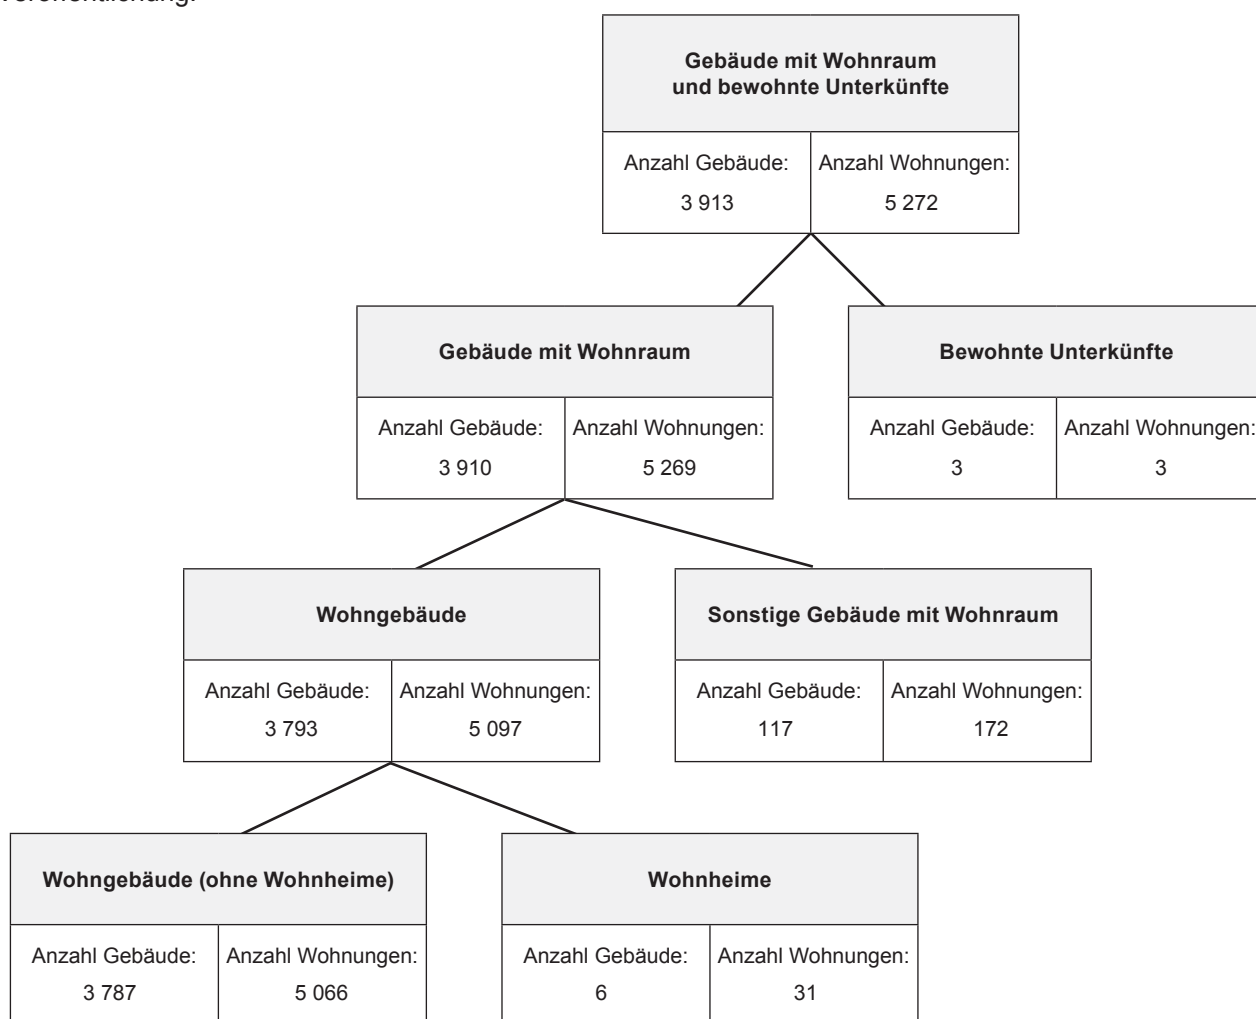 Veröffentlichung.
Gebäude mit Wohnraum
und bewohnte Unterkünfte
Anzahl Gebäude: Anzahl Wohnungen:
3 913 5 272
Gebäude mit Wohnraum Bewohnte Unterkünfte
Anzahl Gebäude: Anzahl Wohnungen: Anzahl Gebäude: Anzahl Wohnungen:
3 910 5 269 3 3
Wohngebäude Sonstige Gebäude mit Wohnraum
Anzahl Gebäude: Anzahl Wohnungen: Anzahl Gebäude: Anzahl Wohnungen:
3 793 5 097 117 172
Wohngebäude (ohne Wohnheime) Wohnheime
Anzahl Gebäude: Anzahl Wohnungen: Anzahl Gebäude: Anzahl Wohnungen:
3 787 5 066 6 31